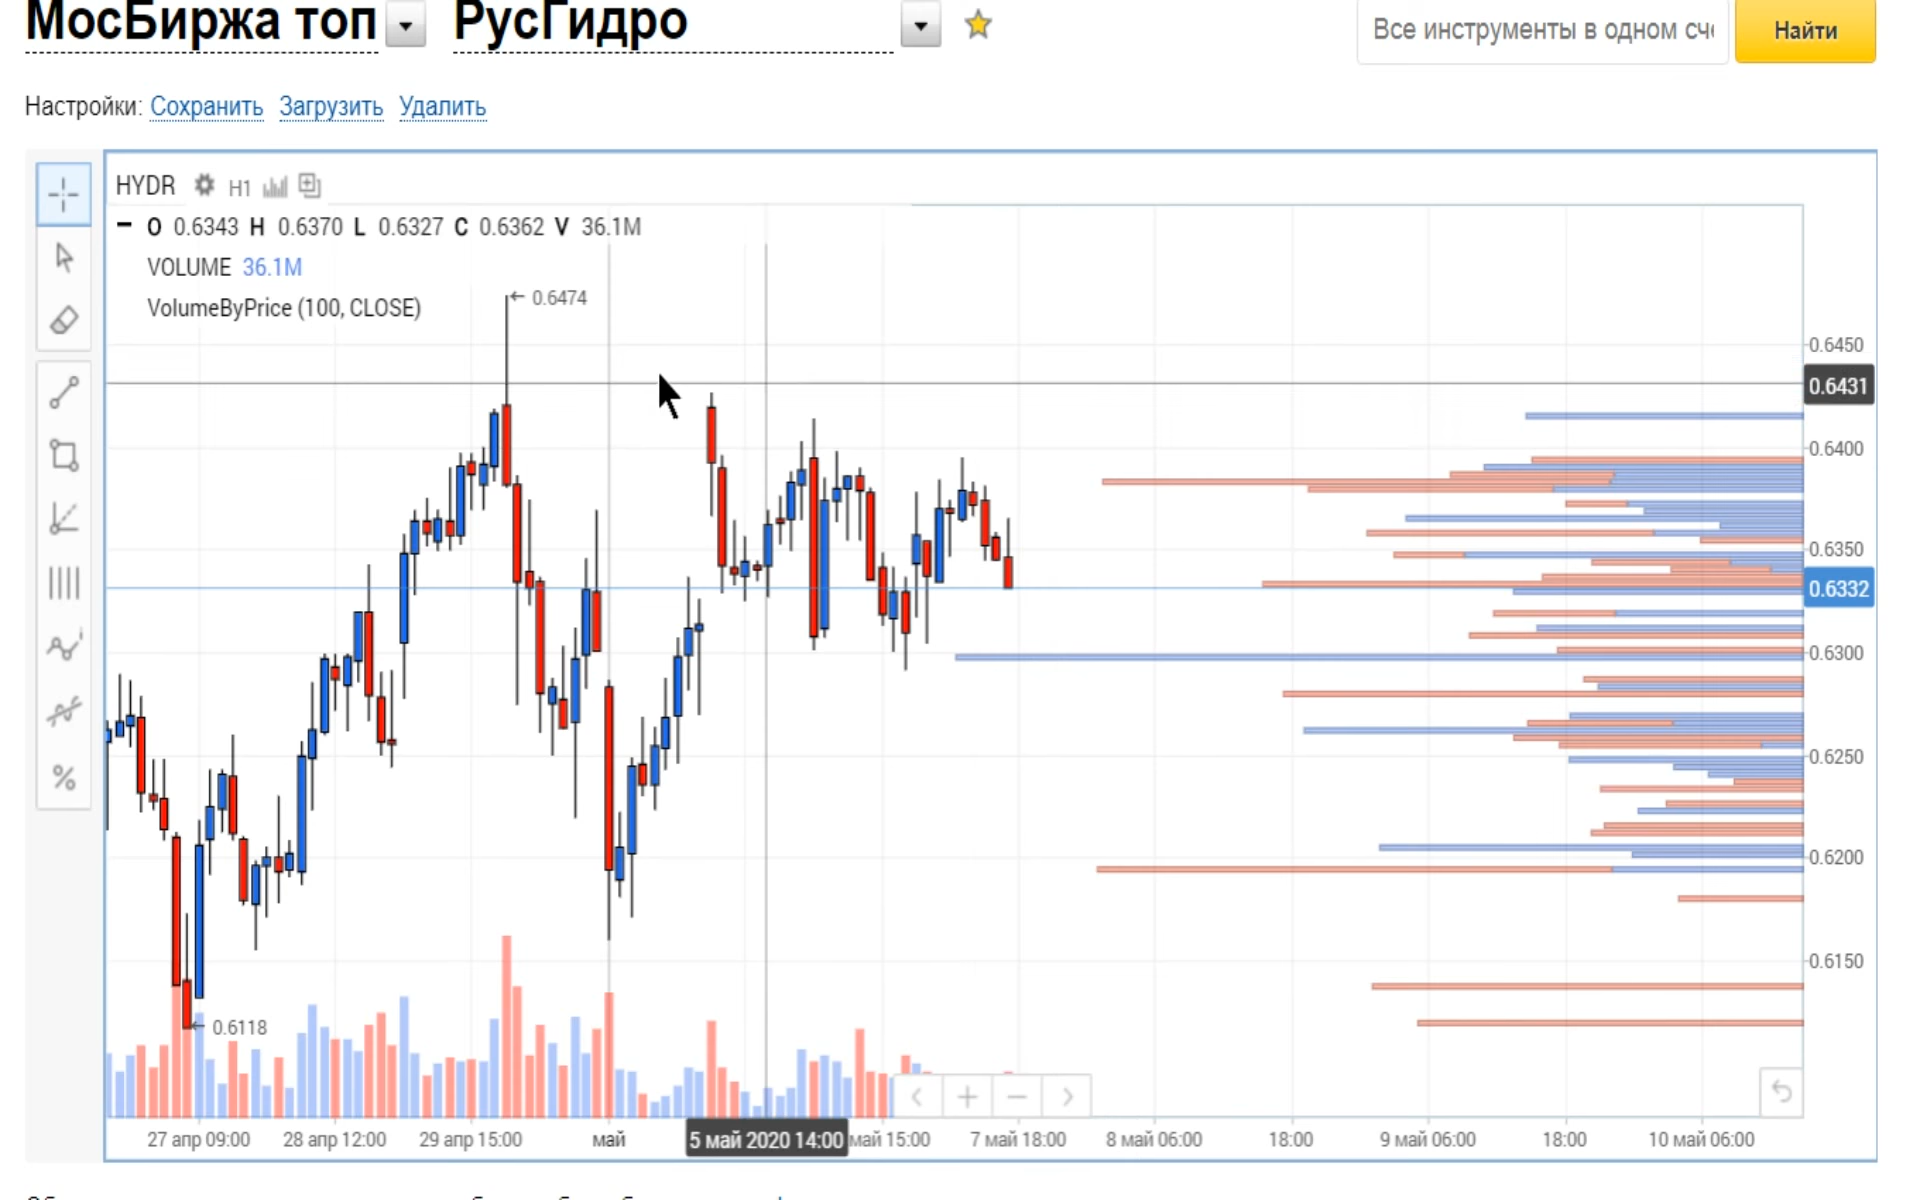 МосБиржа топ РусГидро
Все инструменты в одном Найти
Настройки: Сохранить Загрузить Удалить
HYDR H1
O 0.6343 H 0.6370 L 0.6327 C 0.6362 V 36.1M
VOLUME 36.1M
VolumeByPrice (100, CLOSE)
0.6474
0.6450
0.6431
0.6400
0.6350
0.6332
0.6300
0.6250
0.6200
0.6150
0.6118
%
27 апр 09:00 28 апр 12:00 29 апр 15:00 май 5 май 2020 14:00 май 15:00 7 май 18:00 8 май 06:00 18:00 9 май 06:00 18:00 10 май 06:00